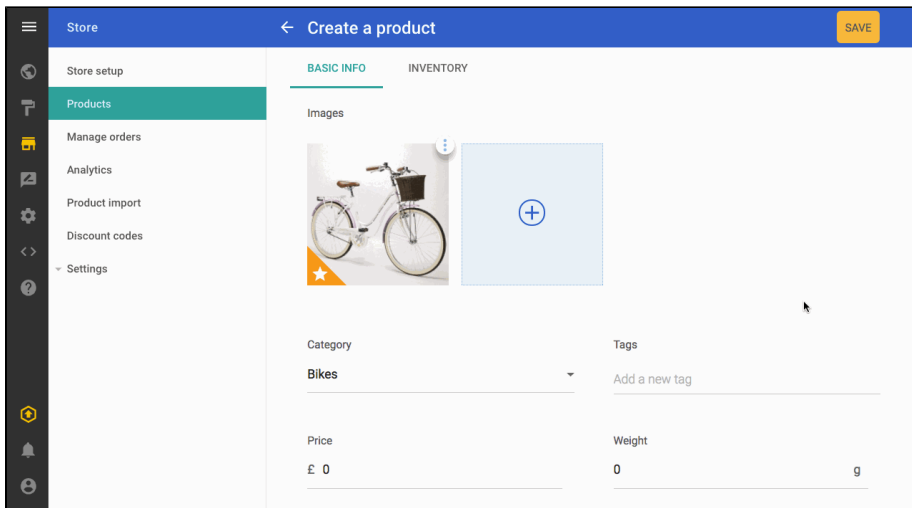 Store
Create a product
SAVE
BASIC INFO
INVENTORY
Store setup
Products
Manage orders
Analytics
Product import
Discount codes
Settings
Images
Category
Bikes
Tags
Add a new tag
Price
£ 0
Weight
0 g